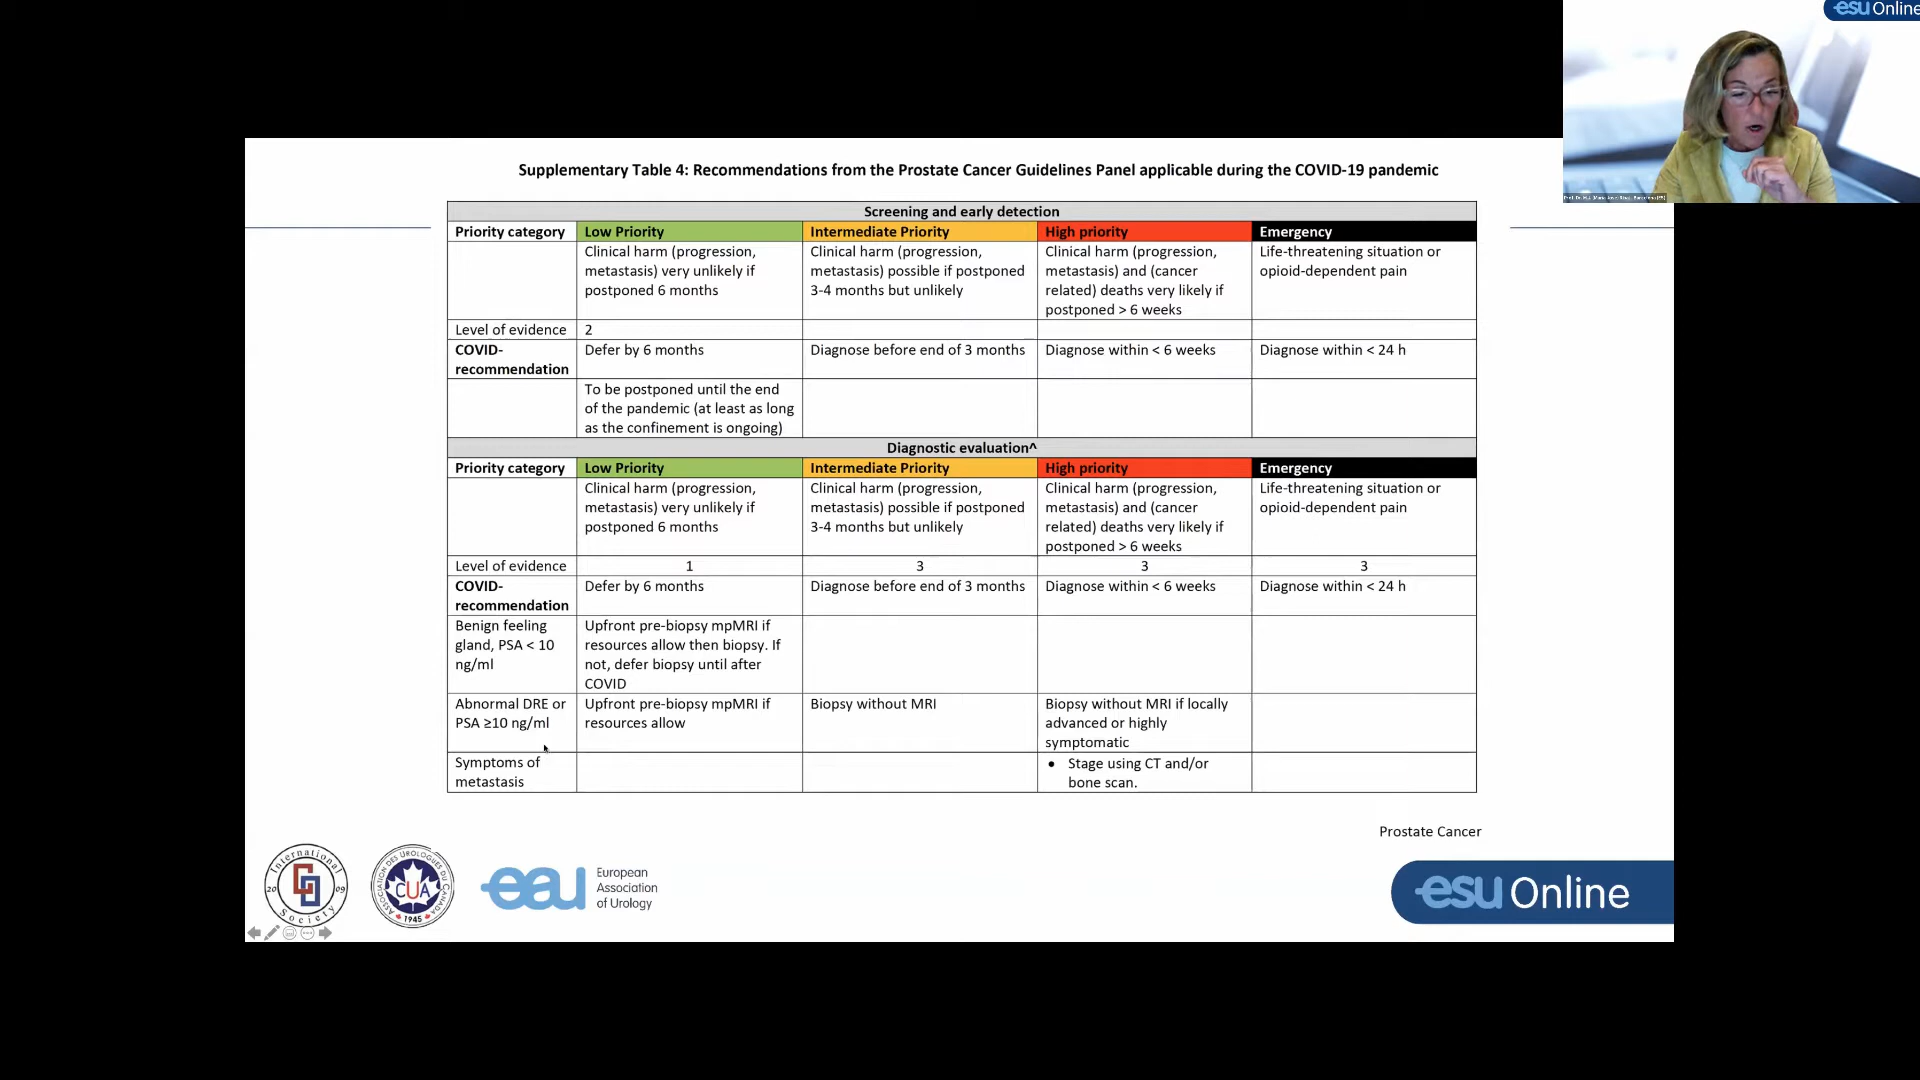 esu Online
Supplementary Table 4: Recommendations from the Prostate Cancer Guidelines Panel applicable during the COVID-19 pandemic
Screening and early detection
Priority category
Low Priority
Intermediate Priority
High priority
Emergency
Clinical harm (progression,
metastasis) very unlikely if
postponed 6 months
Clinical harm (progression,
metastasis) possible if postponed
3-4 months but unlikely
Clinical harm (progression,
metastasis) and (cancer
related) deaths very likely if
postponed > 6 weeks
Life-threatening situation or
opioid-dependent pain
Level of evidence
2
COVID-
recommendation
Defer by 6 months
Diagnose before end of 3 months
Diagnose within < 6 weeks
Diagnose within < 24 h
To be postponed until the end
of the pandemic (at least as long
as the confinement is ongoing)
Diagnostic evaluation^
Priority category
Low Priority
Intermediate Priority
High priority
Emergency
Clinical harm (progression,
metastasis) very unlikely if
postponed 6 months
Clinical harm (progression,
metastasis) possible if postponed
3-4 months but unlikely
Clinical harm (progression,
metastasis) and (cancer
related) deaths very likely if
postponed > 6 weeks
Life-threatening situation or
opioid-dependent pain
Level of evidence
1
3
3
3
COVID-
recommendation
Defer by 6 months
Diagnose before end of 3 months
Diagnose within < 6 weeks
Diagnose within < 24 h
Benign feeling
gland, PSA < 10
ng/ml
Upfront pre-biopsy mpMRI if
resources allow then biopsy. If
not, defer biopsy until after
COVID
Abnormal DRE or
PSA ≥10 ng/ml
Upfront pre-biopsy mpMRI if
resources allow
Biopsy without MRI
Biopsy without MRI if locally
advanced or highly
symptomatic
Symptoms of
metastasis
• Stage using CT and/or
bone scan.
Prostate Cancer
International
Society
20 09
ASSOCIATION DES UROLOGUES DU CANADA
CUA
1945
eau
European
Association
of Urology
esu Online